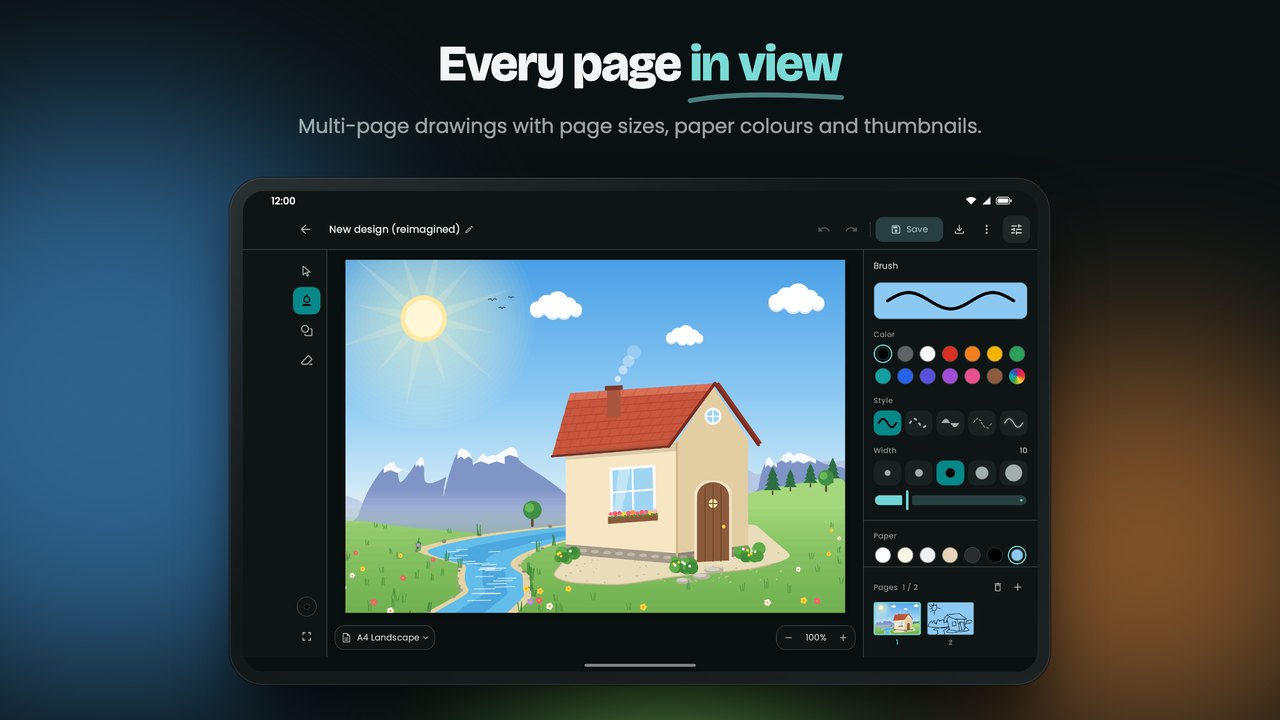 Every page in view
Multi-page drawings with page sizes, paper colours and thumbnails.
12:00
New design (reimagined)
Save
Brush
Color
Style
Width 10
Paper
Pages 1 / 2
1 2
A4 Landscape
100%